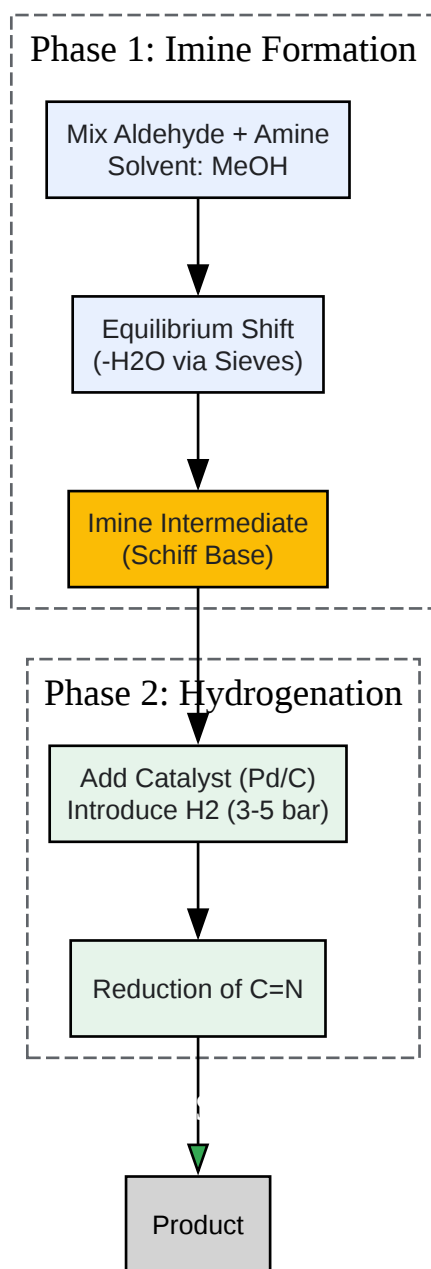 Phase 1: Imine Formation
Mix Aldehyde + Amine
Solvent: MeOH
Equilibrium Shift
(-H2O via Sieves)
Imine Intermediate
(Schiff Base)
Phase 2: Hydrogenation
Add Catalyst (Pd/C)
Introduce H2 (3-5 bar)
Reduction of C=N
Product